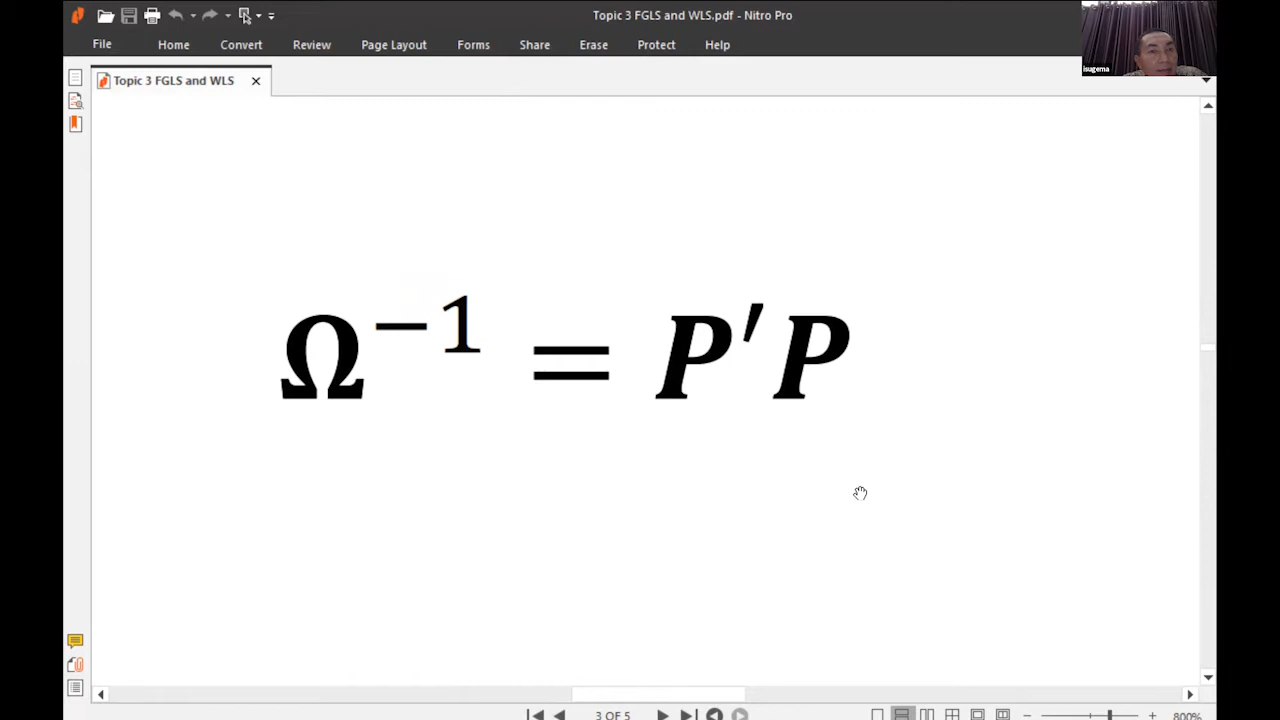 Topic 3 FGLS and WLS.pdf - Nitro Pro
File Home Convert Review Page Layout Forms Share Erase Protect Help
isugema
Topic 3 FGLS and WLS
Ω⁻¹ = P′P
3 OF 5
800%